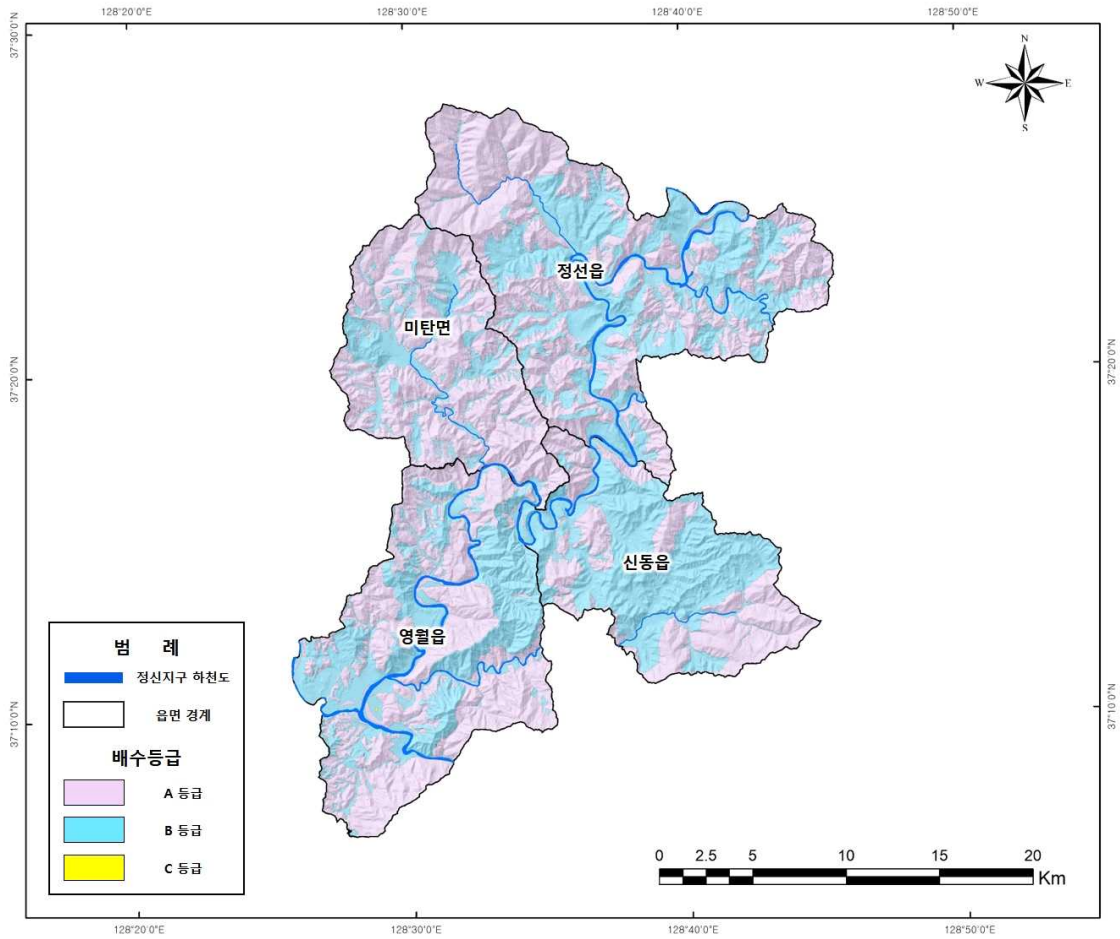 128°20'0"E 128°30'0"E 128°40'0"E 128°50'0"E
37°30'0"N
N
W E
S
정선읍
미탄면
37°20'0"N 37°20'0"N
신동읍
영월읍
범 례
정신지구 하천도
읍면 경계
배수등급
A 등급
B 등급
C 등급
37°10'0"N 37°10'0"N
0 2.5 5 10 15 20
Km
128°20'0"E 128°30'0"E 128°40'0"E 128°50'0"E